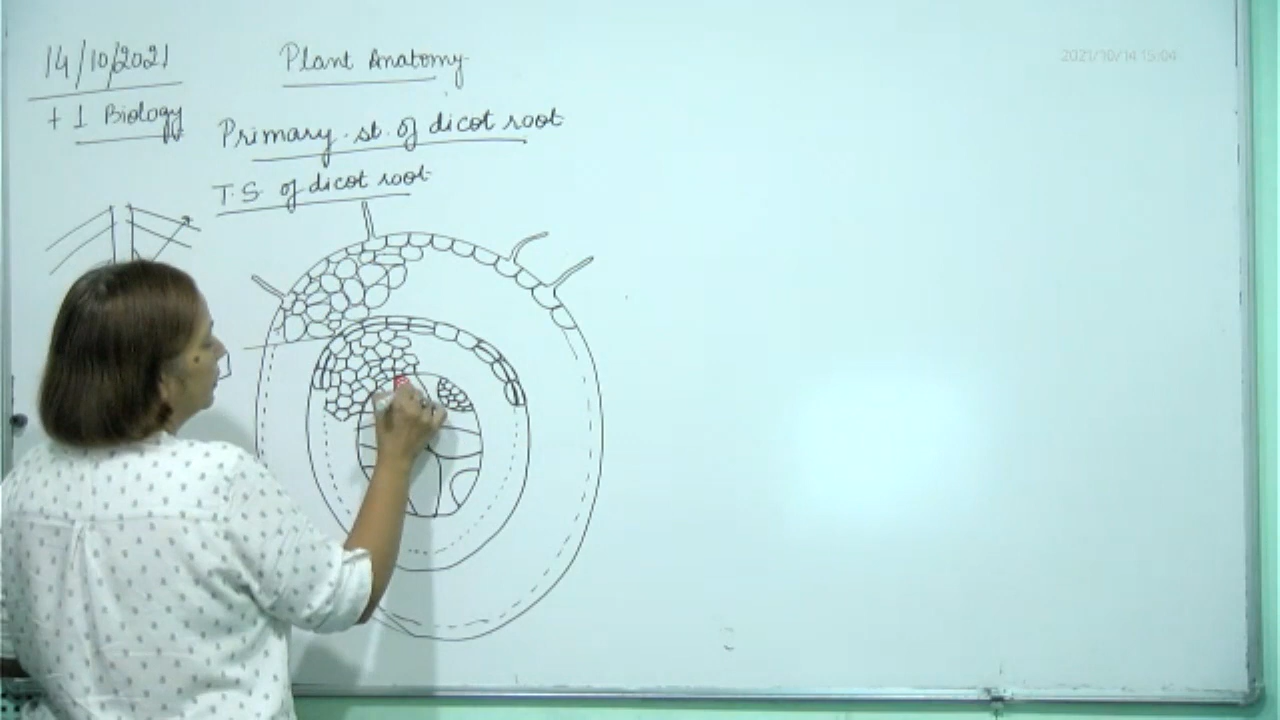 14/10/2021
Plant Anatomy
2021/10/14 15:04
+1 Biology
Primary. st. of dicot root
T.S. of dicot root